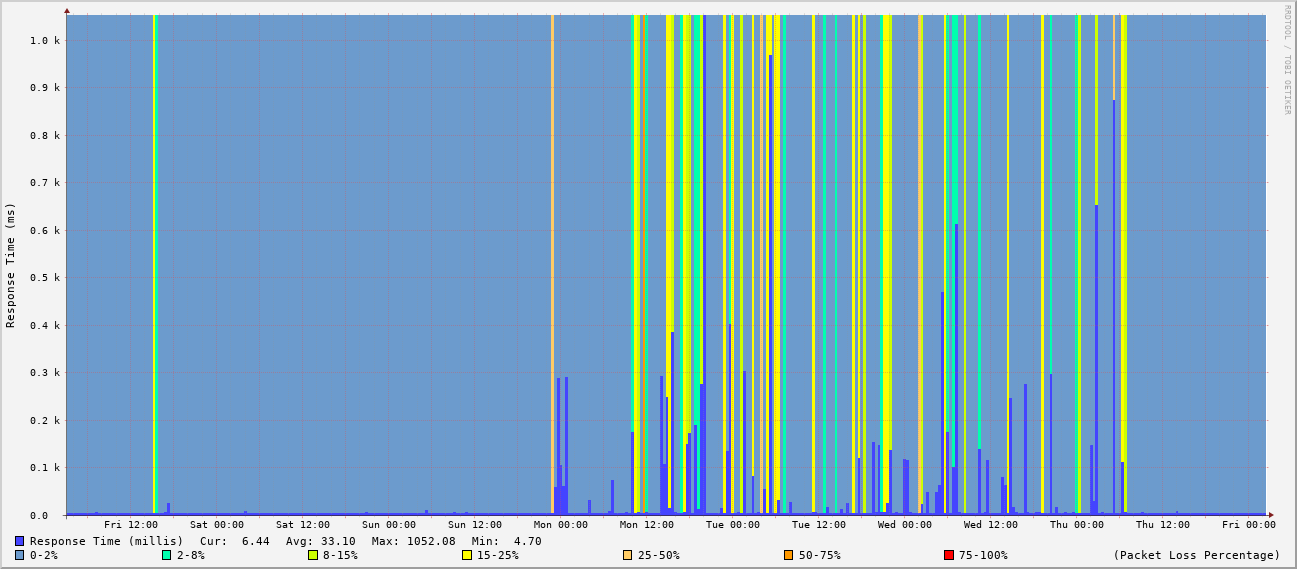 RRDTOOL / TOBI OETIKER
Response Time (ms)
1.0 k
0.9 k
0.8 k
0.7 k
0.6 k
0.5 k
0.4 k
0.3 k
0.2 k
0.1 k
0.0
Fri 12:00 Sat 00:00 Sat 12:00 Sun 00:00 Sun 12:00 Mon 00:00 Mon 12:00 Tue 00:00 Tue 12:00 Wed 00:00 Wed 12:00 Thu 00:00 Thu 12:00 Fri 00:00
Response Time (millis) Cur: 6.44 Avg: 33.10 Max: 1052.08 Min: 4.70
0-2% 2-8% 8-15% 15-25% 25-50% 50-75% 75-100% (Packet Loss Percentage)